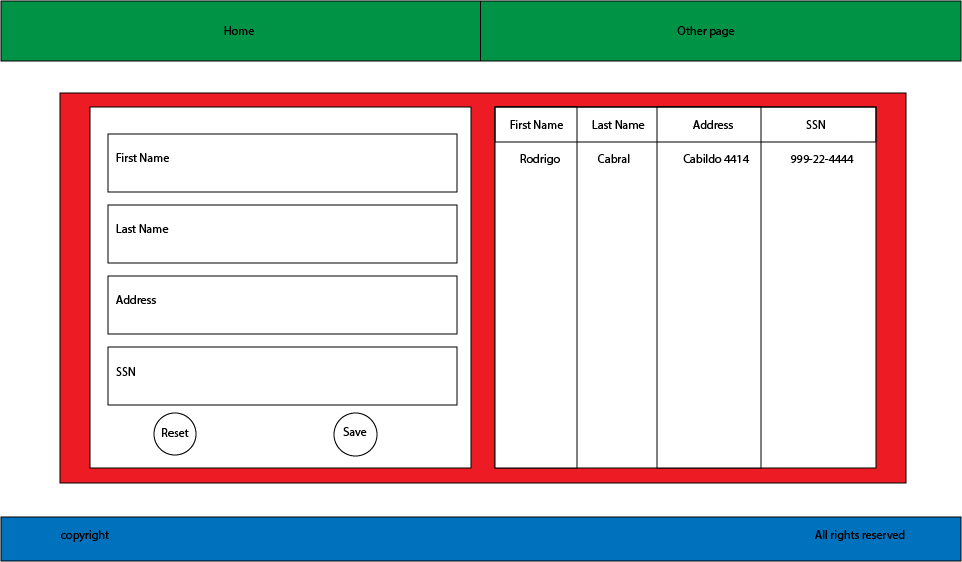 Home Other page
First Name
Last Name
Address
SSN
Reset Save
First Name Last Name Address SSN
Rodrigo Cabral Cabildo 4414 999-22-4444
copyright All rights reserved